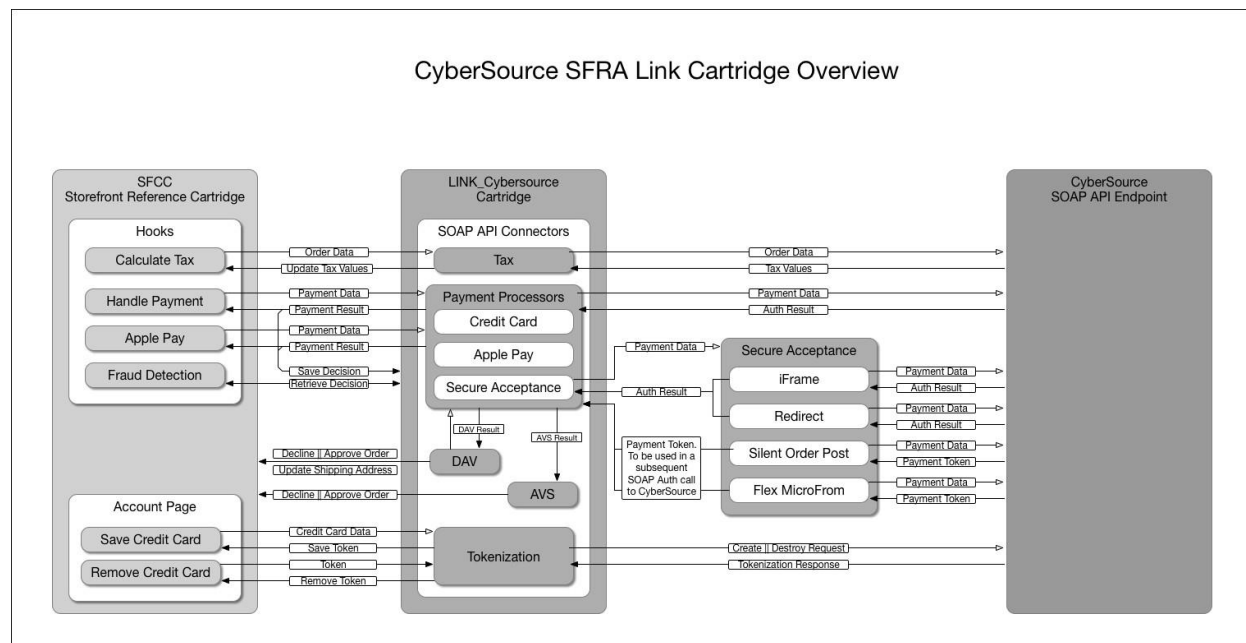 CyberSource SFRA Link Cartridge Overview
SFCC
Storefront Reference Cartridge
LINK_Cybersource
Cartridge
CyberSource
SOAP API Endpoint
Hooks
SOAP API Connectors
Calculate Tax
Order Data
Update Tax Values
Tax
Order Data
Tax Values
Handle Payment
Payment Data
Payment Result
Payment Processors
Payment Data
Auth Result
Credit Card
Apple Pay
Payment Data
Payment Result
Apple Pay
Payment Data
Secure Acceptance
Fraud Detection
Save Decision
Retrieve Decision
Secure Acceptance
Auth Result
iFrame
Payment Data
Auth Result
Redirect
Payment Data
Auth Result
DAV Result
AVS Result
Decline || Approve Order
Update Shipping Address
DAV
Payment Token.
To be used in a
subsequent
SOAP Auth call
to CyberSource
Silent Order Post
Payment Data
Payment Token
Flex MicroFrom
Payment Data
Payment Token
Decline || Approve Order
AVS
Account Page
Save Credit Card
Credit Card Data
Save Token
Tokenization
Create || Destroy Request
Tokenization Response
Remove Credit Card
Token
Remove Token